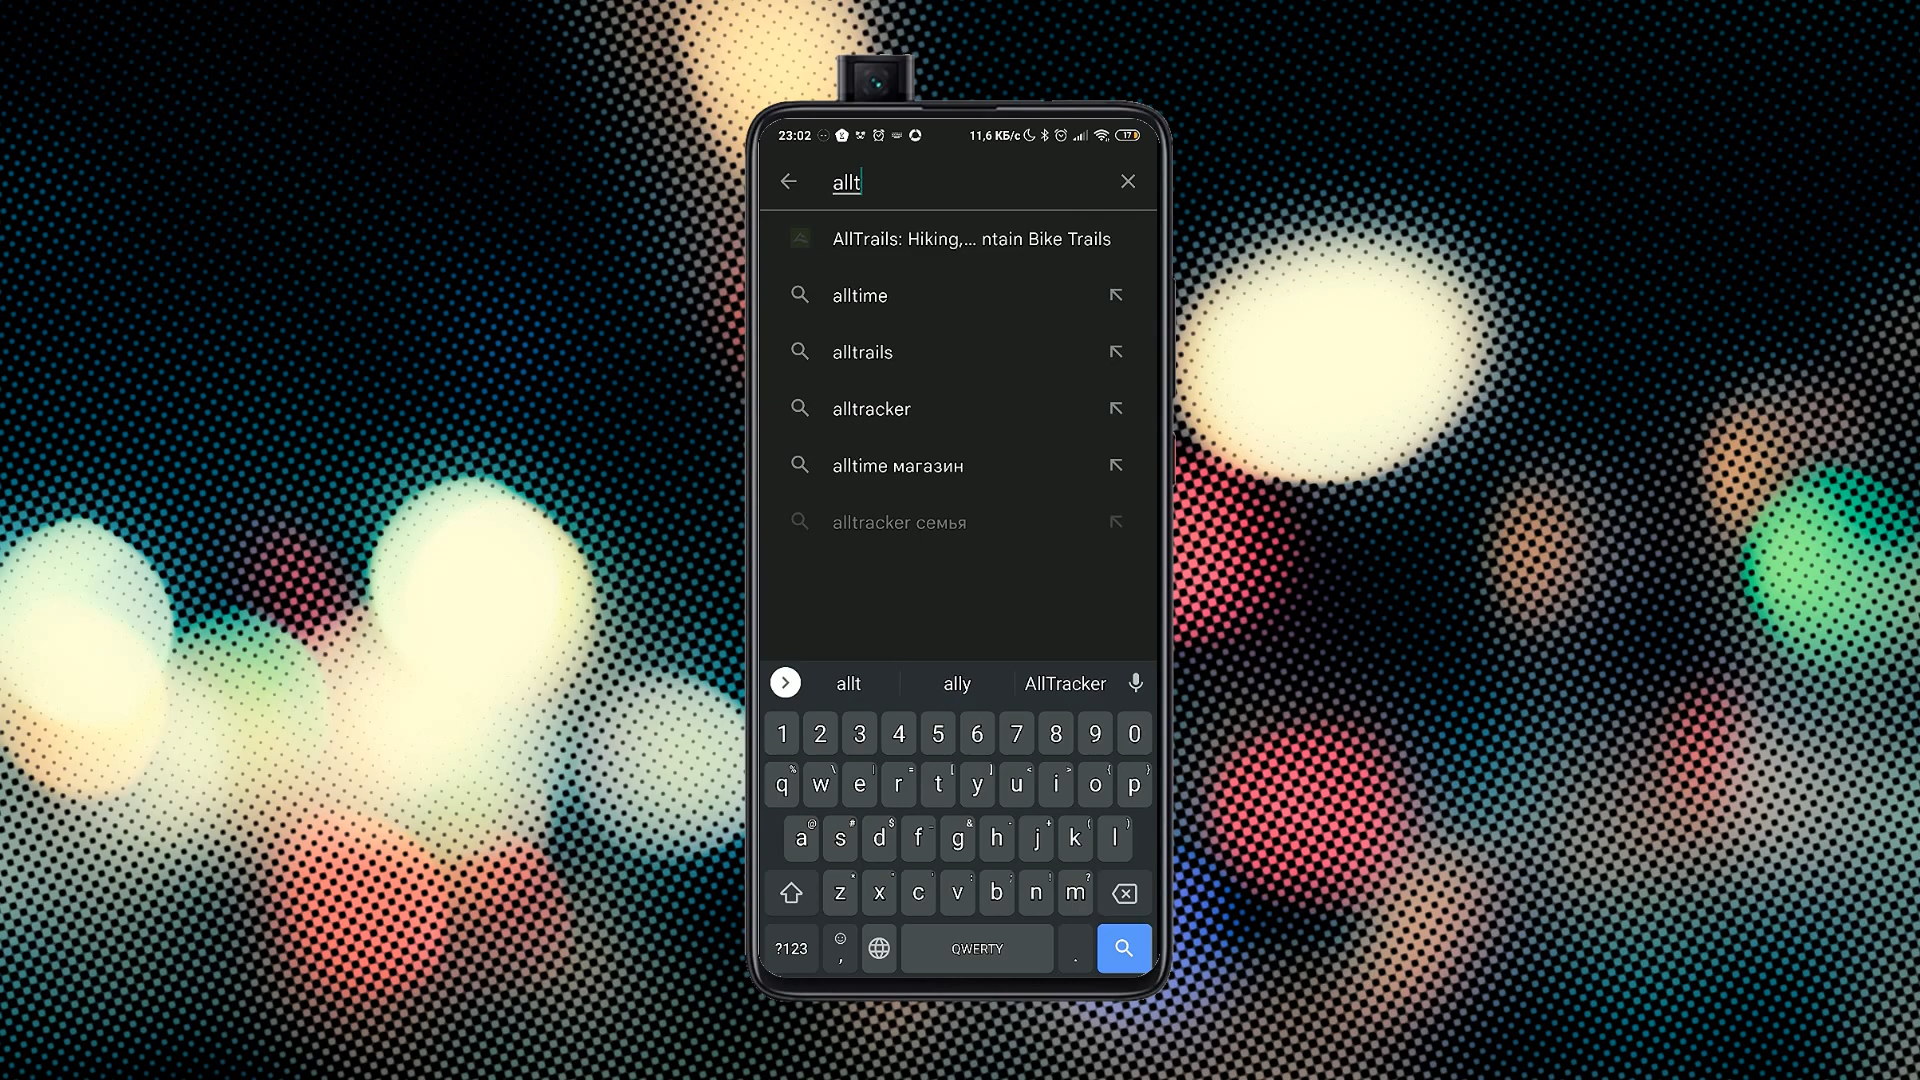 23:02 11,6 КБ/с 17
allt
AllTrails: Hiking,... ntain Bike Trails
alltime
alltrails
alltracker
alltime магазин
alltracker семья
allt ally AllTracker
1 2 3 4 5 6 7 8 9 0
q w e r t y u i o p
a s d f g h j k l
z x c v b n m
?123 , QWERTY .